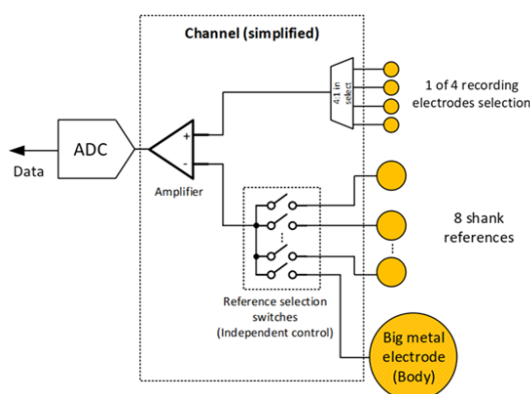 Channel (simplified)
4:1 in
select
1 of 4 recording
electrodes selection
ADC
Data
+
-
Amplifier
8 shank
references
Reference selection
switches
(Independent control)
Big metal
electrode
(Body)